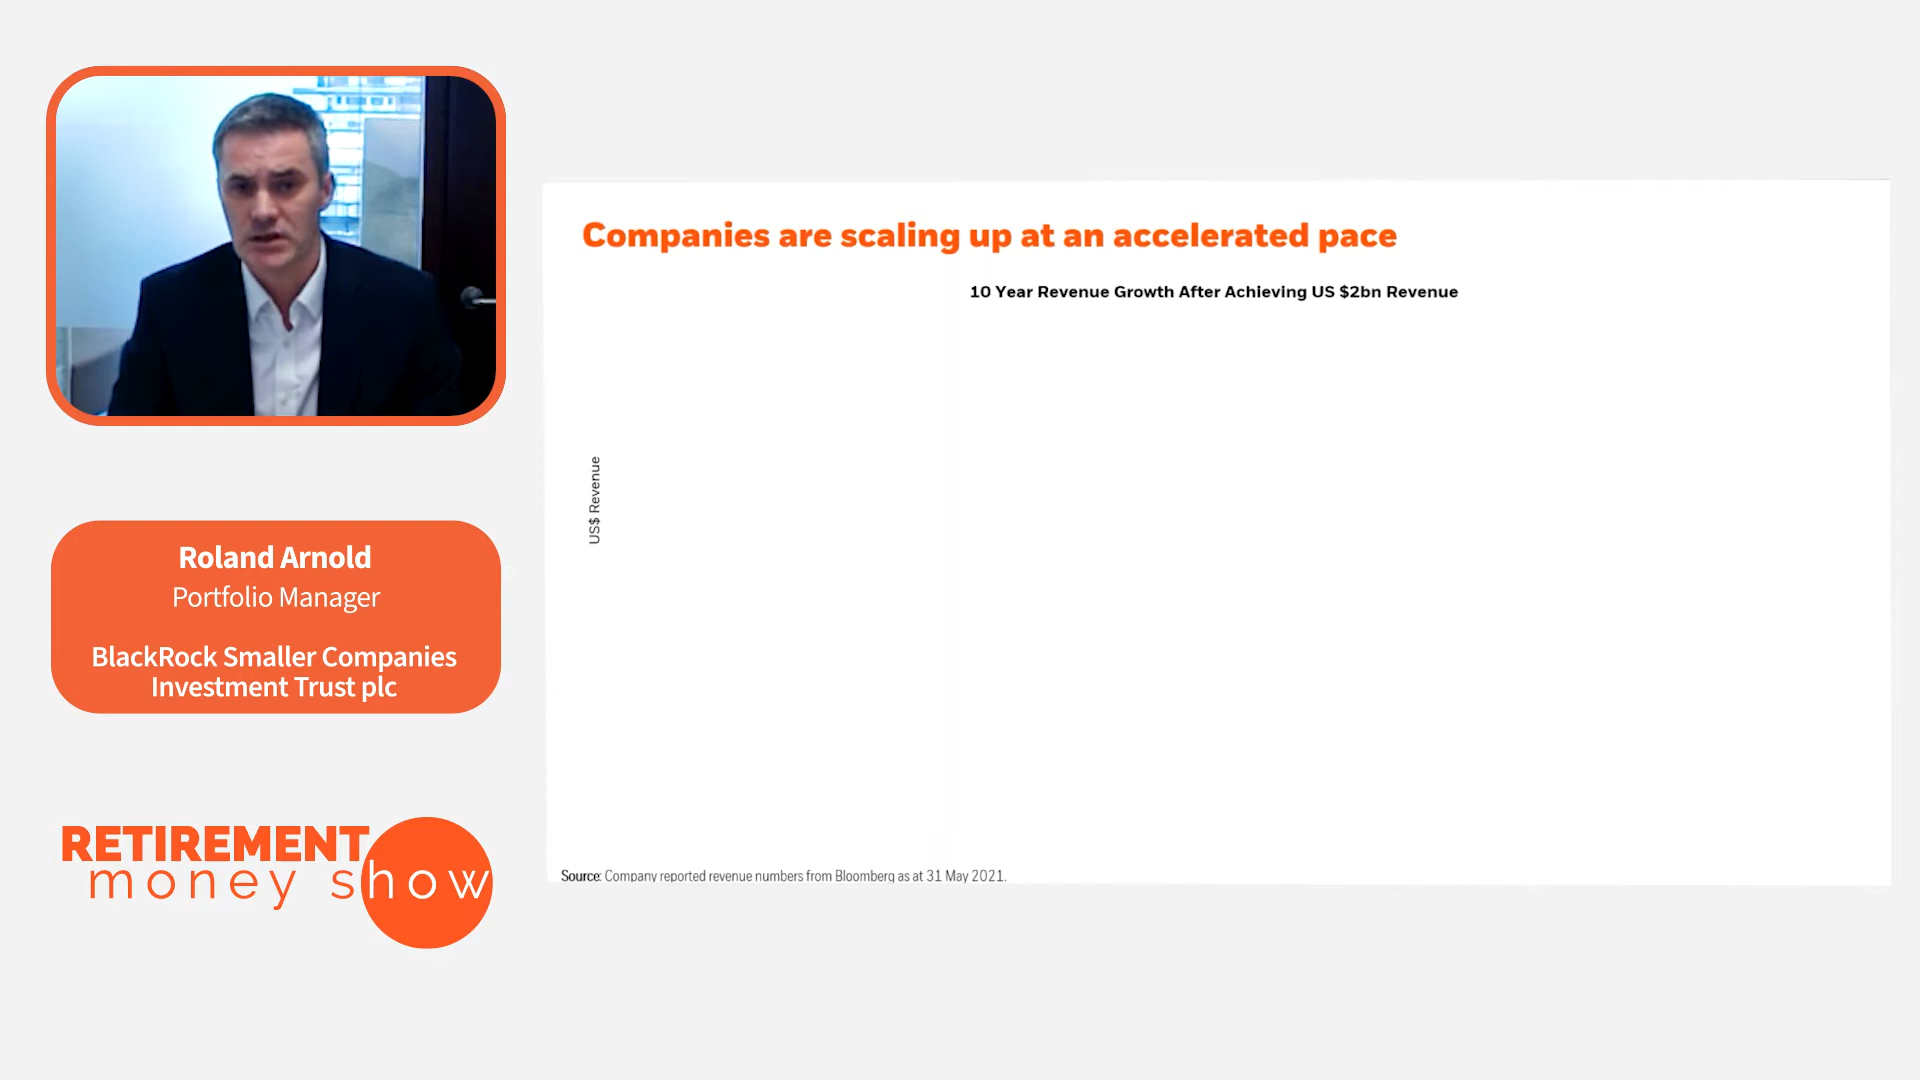 Companies are scaling up at an accelerated pace
10 Year Revenue Growth After Achieving US $2bn Revenue
US$ Revenue
Roland Arnold
Portfolio Manager
BlackRock Smaller Companies
Investment Trust plc
RETIREMENT
money show
Source: Company reported revenue numbers from Bloomberg as at 31 May 2021.